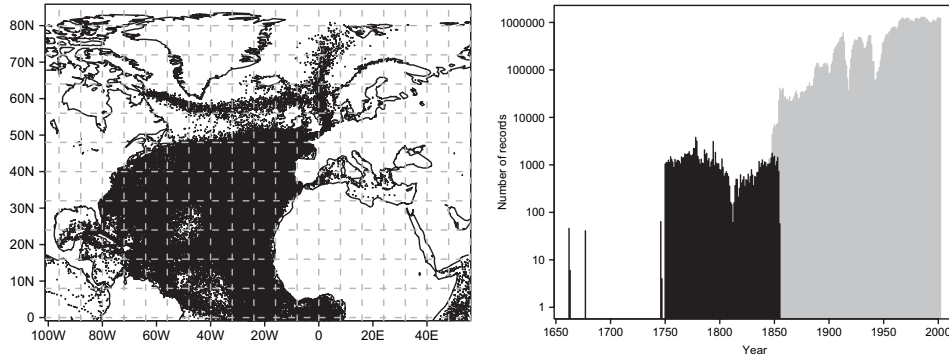 80N
70N
60N
50N
40N
30N
20N
10N
0
100W 80W 60W 40W 20W 0 20E 40E
Number of records
1000000
100000
10000
1000
100
10
1
1650 1700 1750 1800 1850 1900 1950 2000
Year